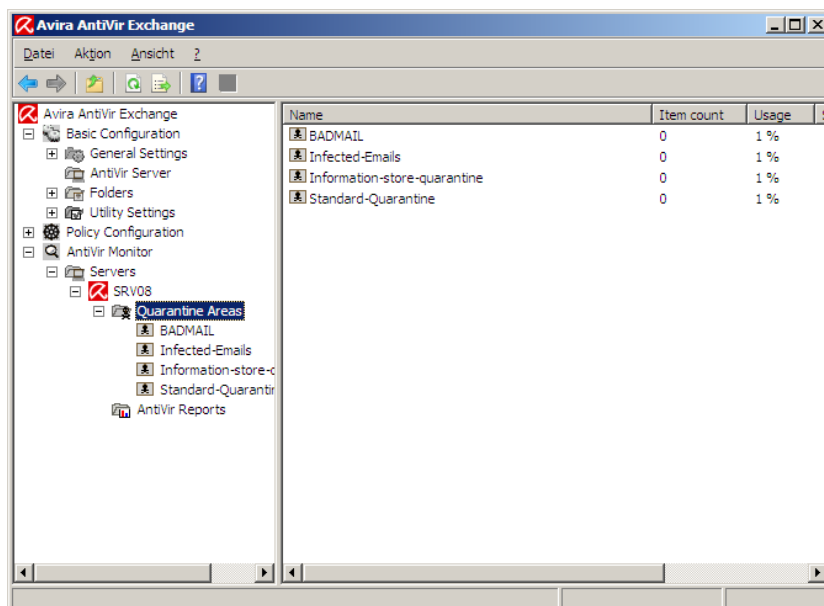 Avira AntiVir Exchange
Datei Aktion Ansicht ?
Avira AntiVir Exchange
Basic Configuration
General Settings
AntiVir Server
Folders
Utility Settings
Policy Configuration
AntiVir Monitor
Servers
SRV08
Quarantine Areas
BADMAIL
Infected-Emails
Information-store-
Standard-Quarantin
AntiVir Reports
Name Item count Usage
BADMAIL 0 1 %
Infected-Emails 0 1 %
Information-store-quarantine 0 1 %
Standard-Quarantine 0 1 %